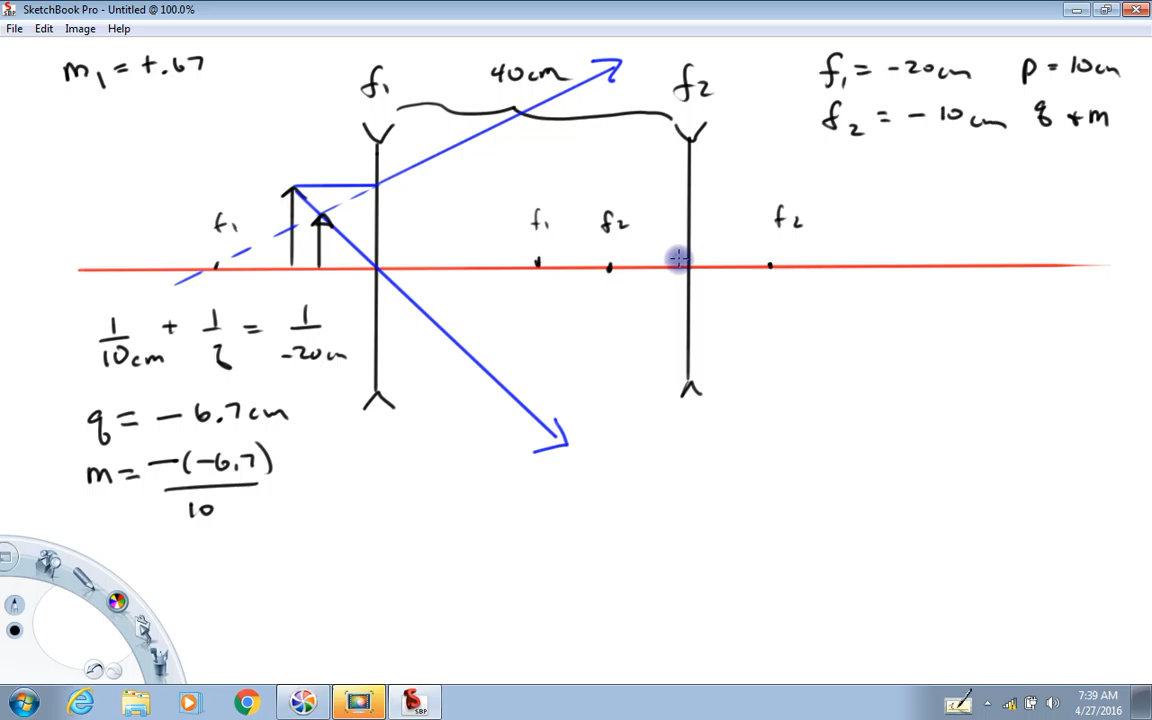 SketchBook Pro - Untitled @ 100.0%
File Edit Image Help
m₁ = +.67
f₁ 40cm f₂
f₁ = -20cm p = 10cm
f₂ = -10cm q + m
f₁ f₁ f₂ f₂
1/10cm + 1/q = 1/-20cm
q = -6.7cm
m = -(-6.7)/10
SBP
7:39 AM
4/27/2016